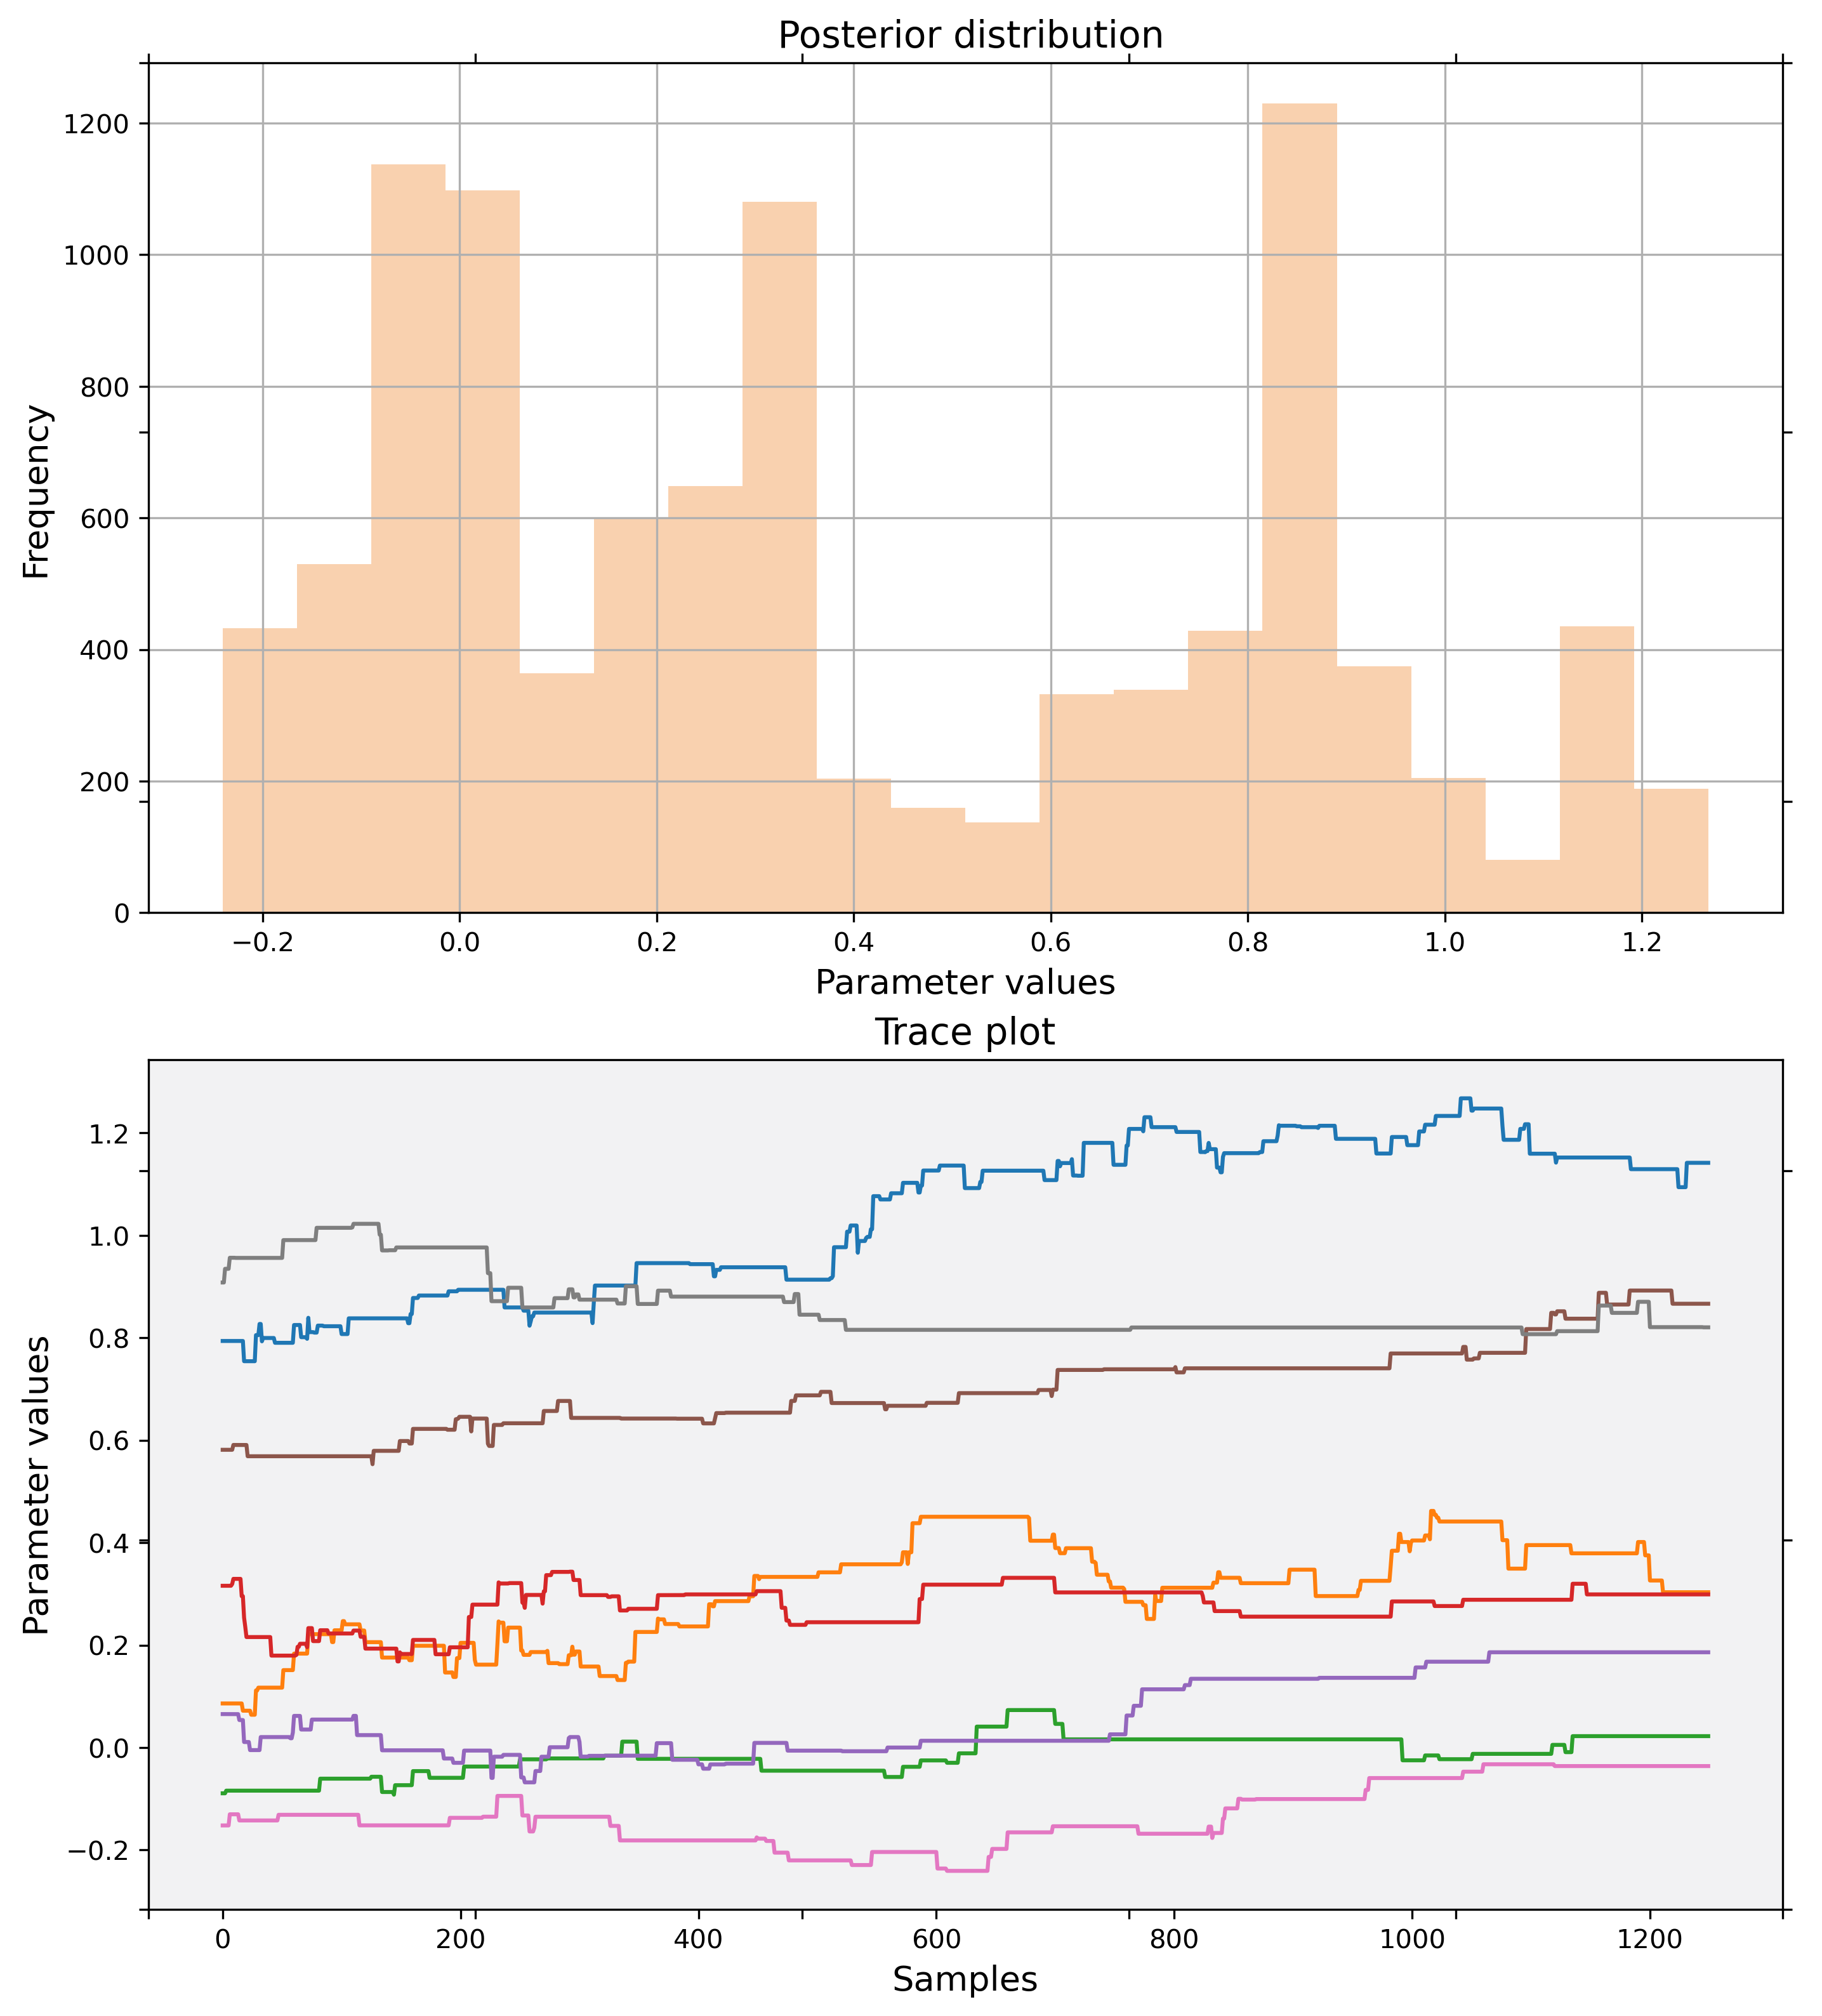 Posterior distribution
1200
1000
800
600
400
200
0
Frequency
−0.2 0.0 0.2 0.4 0.6 0.8 1.0 1.2
Parameter values
Trace plot
1.2
1.0
0.8
0.6
0.4
0.2
0.0
−0.2
Parameter values
0 200 400 600 800 1000 1200
Samples